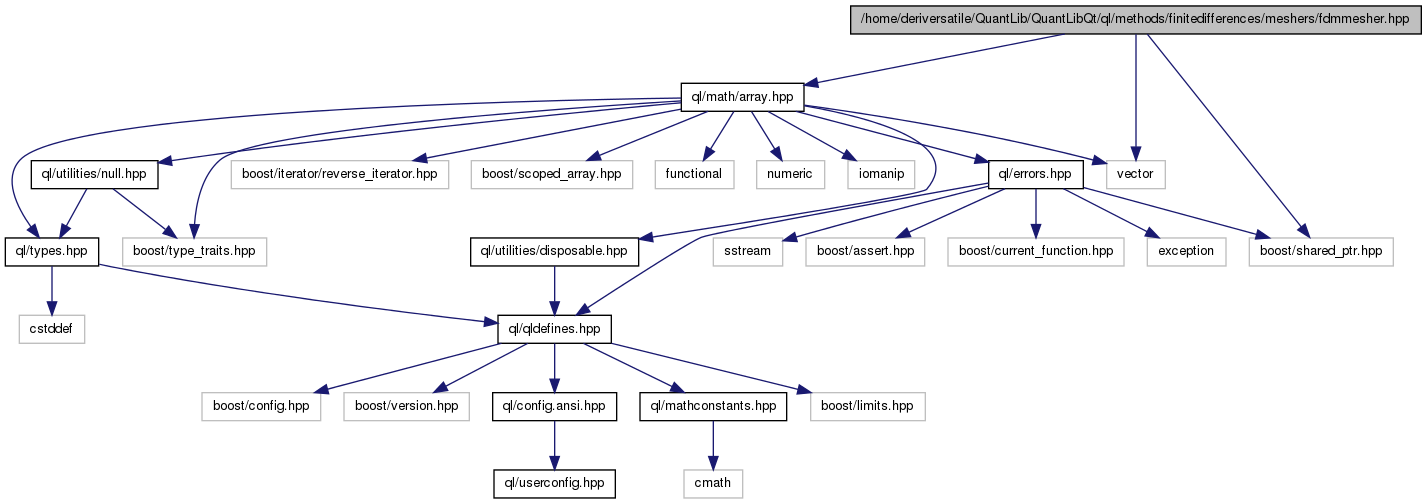 /home/deriversatile/QuantLib/QuantLibQt/ql/methods/finitedifferences/meshers/fdmmesher.hpp
ql/math/array.hpp
ql/utilities/null.hpp
boost/iterator/reverse_iterator.hpp
boost/scoped_array.hpp
functional
numeric
iomanip
ql/errors.hpp
vector
ql/types.hpp
boost/type_traits.hpp
ql/utilities/disposable.hpp
sstream
boost/assert.hpp
boost/current_function.hpp
exception
boost/shared_ptr.hpp
cstddef
ql/qldefines.hpp
boost/config.hpp
boost/version.hpp
ql/config.ansi.hpp
ql/mathconstants.hpp
boost/limits.hpp
ql/userconfig.hpp
cmath